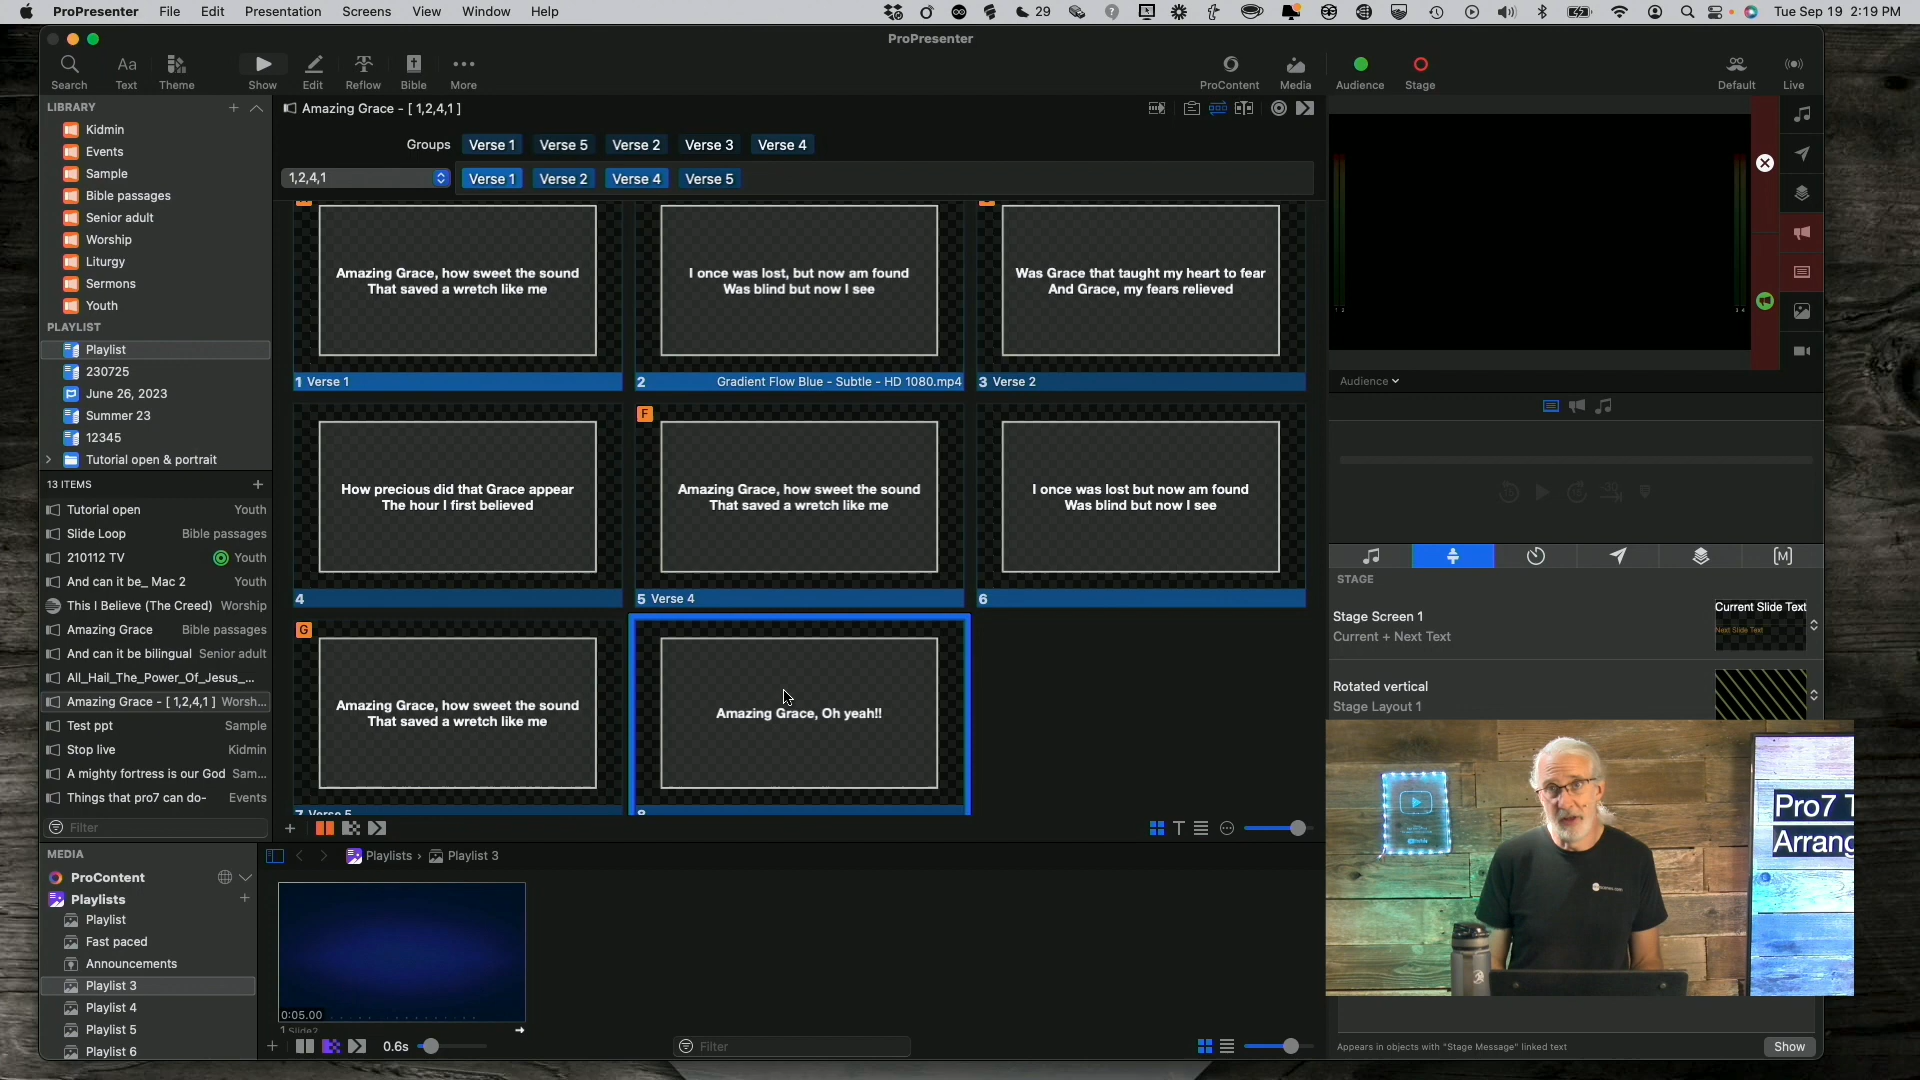 ProPresenter File Edit Presentation Screens View Window Help 29 Tue Sep 19 2:19 PM
ProPresenter
Search Text Theme Show Edit Reflow Bible More ProContent Media Audience Stage Default Live
LIBRARY
Kidmin
Events
Sample
Bible passages
Senior adult
Worship
Liturgy
Sermons
Youth
PLAYLIST
Playlist
230725
June 26, 2023
Summer 23
12345
Tutorial open & portrait
13 ITEMS
Tutorial open Youth
Slide Loop Bible passages
210112 TV Youth
And can it be_ Mac 2 Youth
This I Believe (The Creed) Worship
Amazing Grace Bible passages
And can it be bilingual Senior adult
All_Hail_The_Power_Of_Jesus_...
Amazing Grace - [ 1,2,4,1 ] Worsh...
Test ppt Sample
Stop live Kidmin
A mighty fortress is our God Sam...
Things that pro7 can do- Events
Filter
Amazing Grace - [ 1,2,4,1 ]
Groups Verse 1 Verse 5 Verse 2 Verse 3 Verse 4
1,2,4,1 Verse 1 Verse 2 Verse 4 Verse 5
Amazing Grace, how sweet the sound
That saved a wretch like me
1 Verse 1
I once was lost, but now am found
Was blind but now I see
2 Gradient Flow Blue - Subtle - HD 1080.mp4
Was Grace that taught my heart to fear
And Grace, my fears relieved
3 Verse 2
How precious did that Grace appear
The hour I first believed
4
F
Amazing Grace, how sweet the sound
That saved a wretch like me
5 Verse 4
I once was lost but now am found
Was blind but now I see
6
G
Amazing Grace, how sweet the sound
That saved a wretch like me
7 Verse 5
Amazing Grace, Oh yeah!!
8
MEDIA
ProContent
Playlists
Playlist
Fast paced
Announcements
Playlist 3
Playlist 4
Playlist 5
Playlist 6
Playlists › Playlist 3
0:05.00
1 Slide2
0.6s
Filter
Audience
STAGE
Stage Screen 1
Current + Next Text
Current Slide Text
Next Slide Text
Rotated vertical
Stage Layout 1
Pro7 T
Arrang
Appears in objects with "Stage Message" linked text
Show